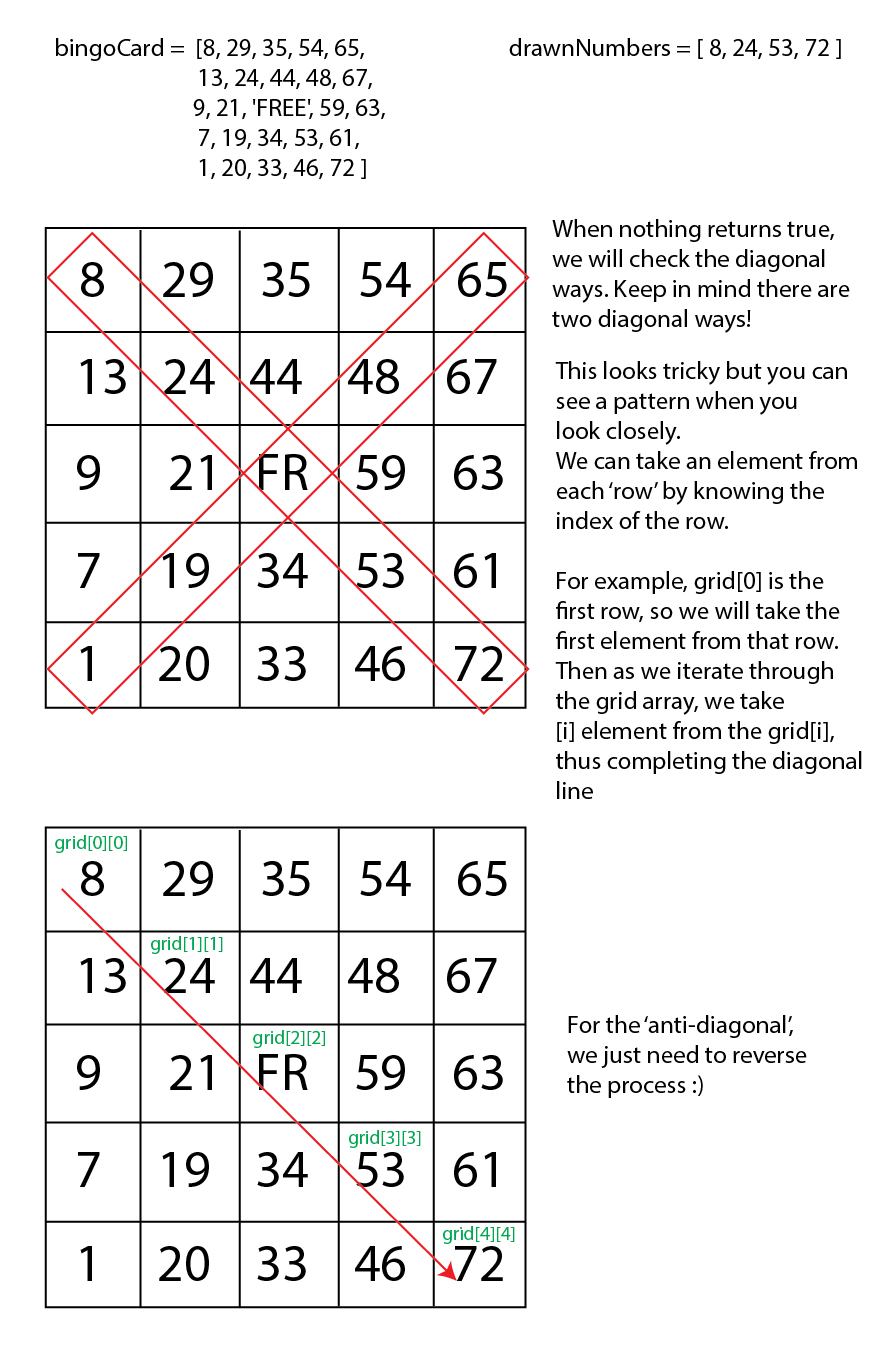 bingoCard = [8, 29, 35, 54, 65,
13, 24, 44, 48, 67,
9, 21, 'FREE', 59, 63,
7, 19, 34, 53, 61,
1, 20, 33, 46, 72 ]
drawnNumbers = [ 8, 24, 53, 72 ]
8 29 35 54 65
13 24 44 48 67
9 21 FR 59 63
7 19 34 53 61
1 20 33 46 72
When nothing returns true,
we will check the diagonal
ways. Keep in mind there are
two diagonal ways!
This looks tricky but you can
see a pattern when you
look closely.
We can take an element from
each 'row' by knowing the
index of the row.
For example, grid[0] is the
first row, so we will take the
first element from that row.
Then as we iterate through
the grid array, we take
[i] element from the grid[i],
thus completing the diagonal
line
grid[0][0]
8 29 35 54 65
grid[1][1]
13 24 44 48 67
grid[2][2]
9 21 FR 59 63
grid[3][3]
7 19 34 53 61
grid[4][4]
1 20 33 46 72
For the 'anti-diagonal',
we just need to reverse
the process :)